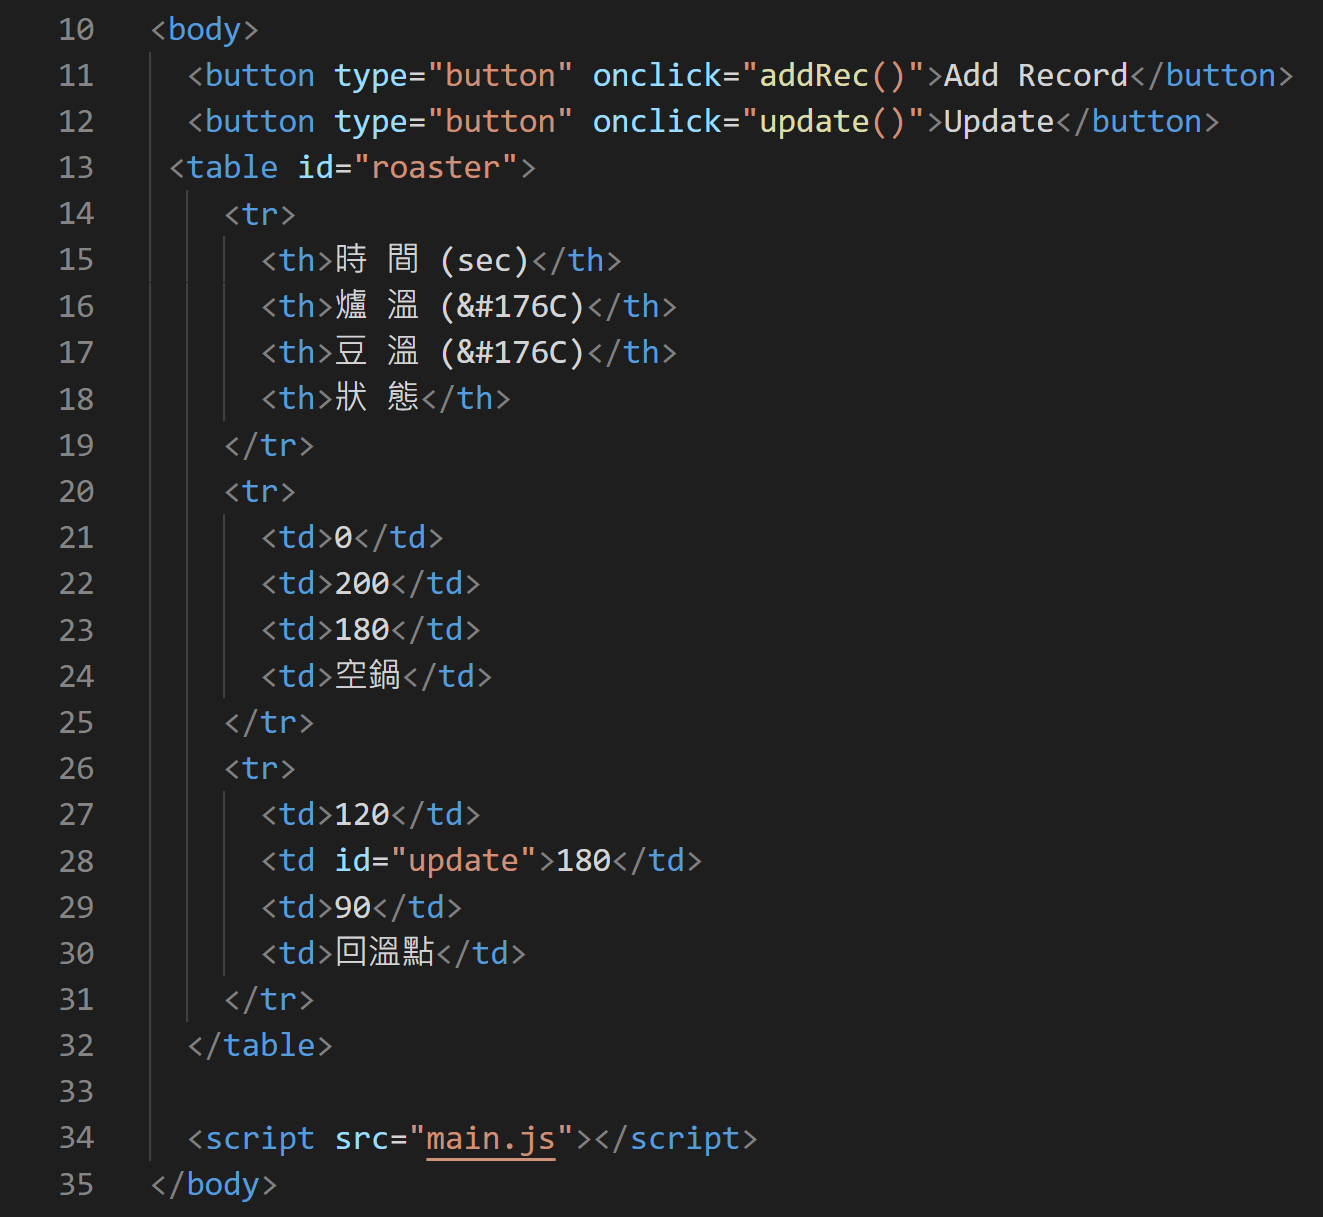 10 <body>
11 <button type="button" onclick="addRec()">Add Record</button>
12 <button type="button" onclick="update()">Update</button>
13 <table id="roaster">
14 <tr>
15 <th>時 間 (sec)</th>
16 <th>爐 溫 (&#176C)</th>
17 <th>豆 溫 (&#176C)</th>
18 <th>狀 態</th>
19 </tr>
20 <tr>
21 <td>0</td>
22 <td>200</td>
23 <td>180</td>
24 <td>空鍋</td>
25 </tr>
26 <tr>
27 <td>120</td>
28 <td id="update">180</td>
29 <td>90</td>
30 <td>回溫點</td>
31 </tr>
32 </table>
33
34 <script src="main.js"></script>
35 </body>